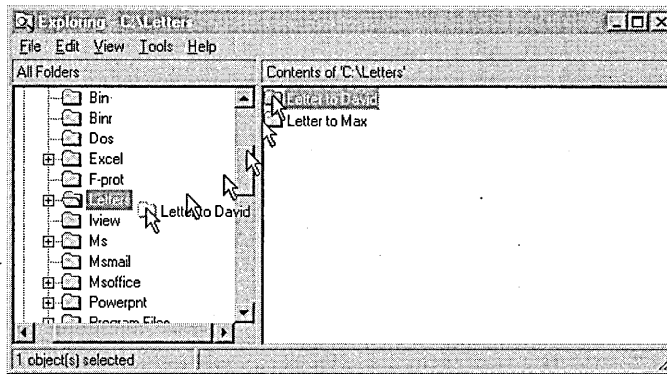 Exploring - C:\Letters
File Edit View Tools Help
All Folders
Contents of 'C:\Letters'
Bin
Binr
Dos
Excel
F-prot
Letters
Iview
Ms
Msmail
Msoffice
Powerpnt
Program Files
Letter to David
Letter to David
Letter to Max
1 object(s) selected